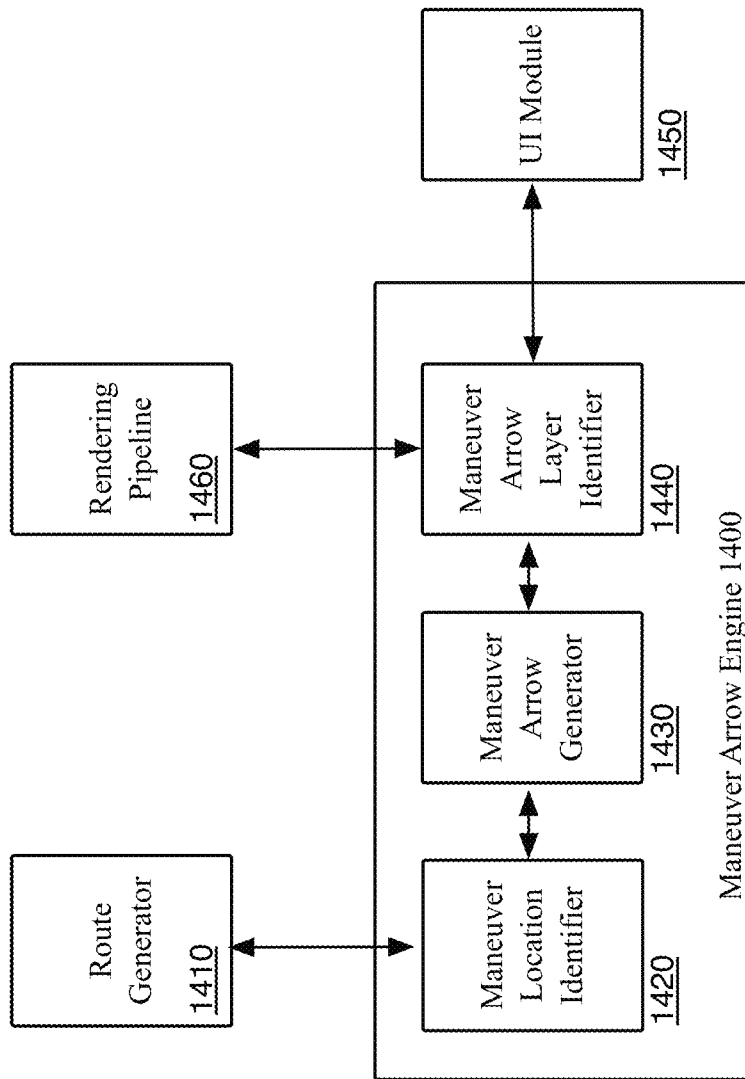 Route
Generator
1410
Rendering
Pipeline
1460
Maneuver
Location
Identifier
1420
Maneuver
Arrow
Generator
1430
Maneuver
Arrow
Layer
Identifier
1440
UI Module
1450
Maneuver Arrow Engine 1400